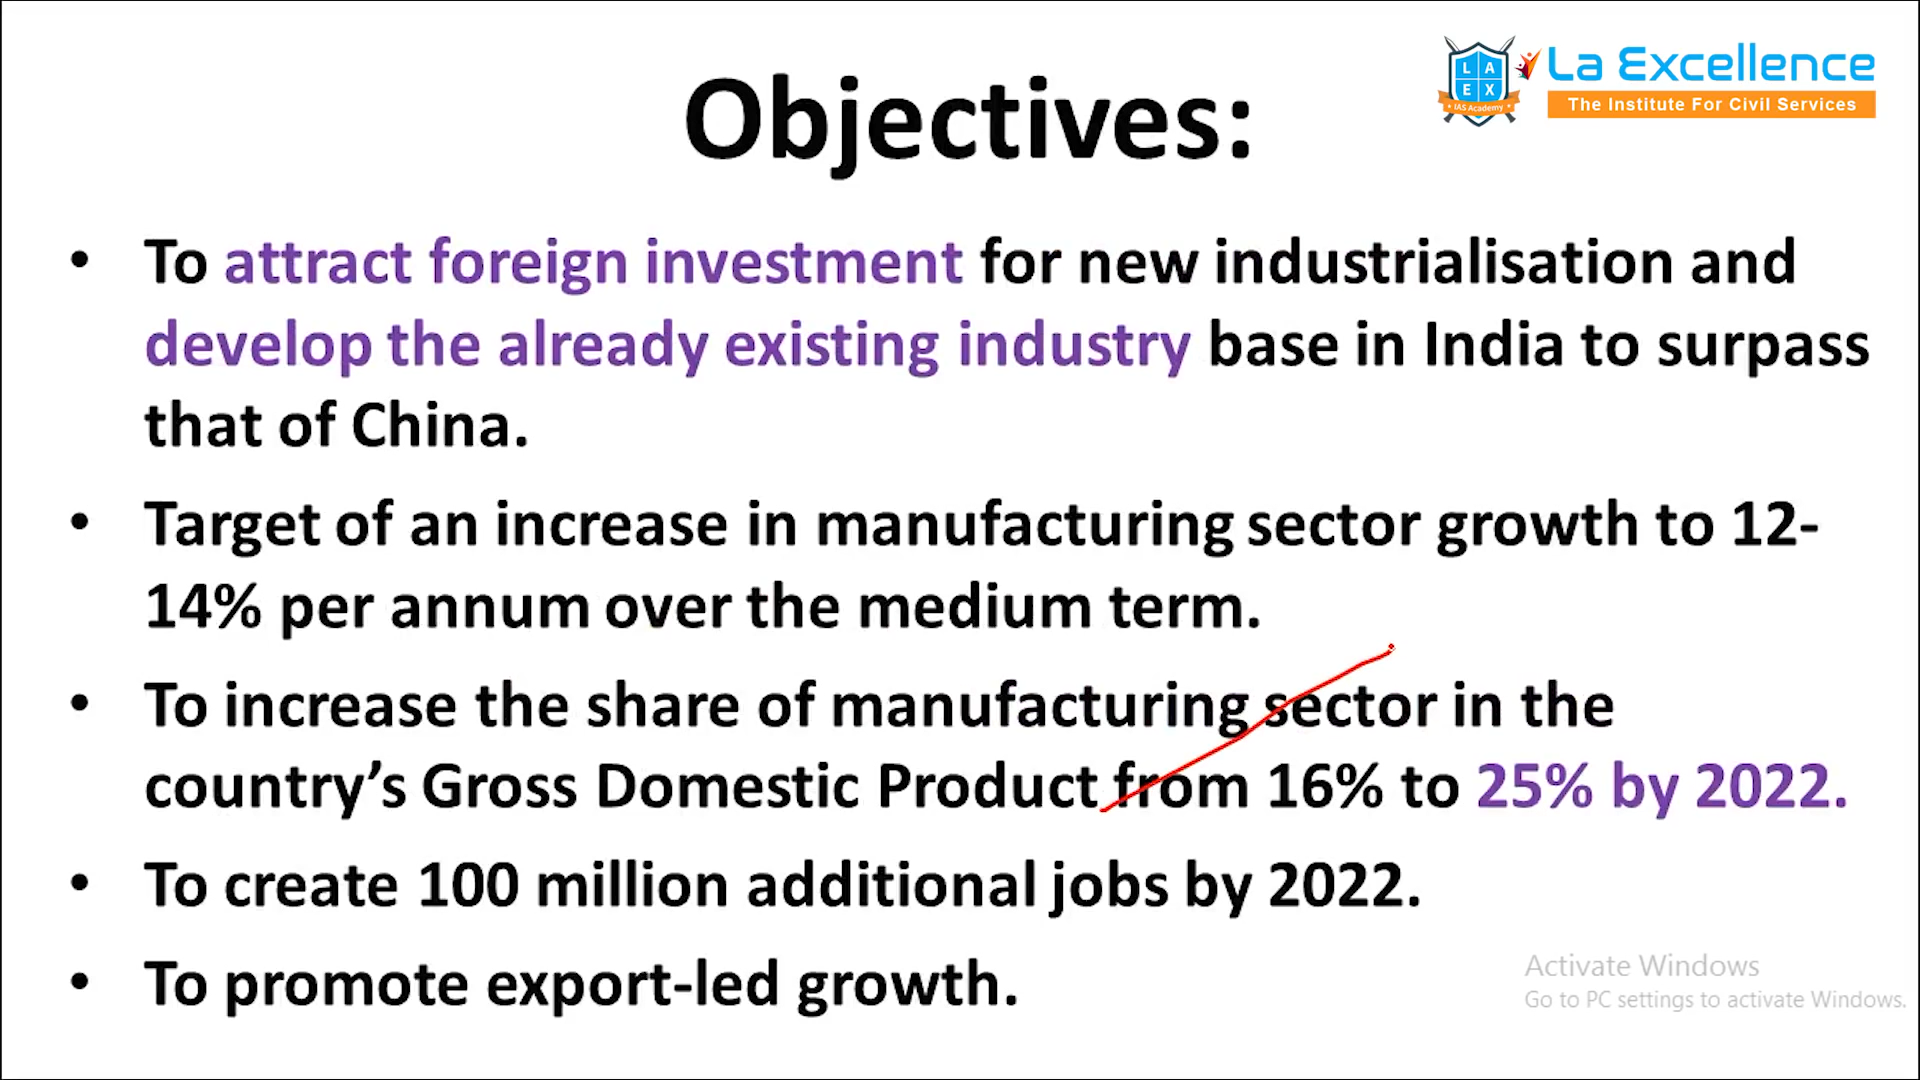 Objectives:
L A
E X
IAS Academy
La Excellence
The Institute For Civil Services
• To attract foreign investment for new industrialisation and
develop the already existing industry base in India to surpass
that of China.
• Target of an increase in manufacturing sector growth to 12-
14% per annum over the medium term.
• To increase the share of manufacturing sector in the
country’s Gross Domestic Product from 16% to 25% by 2022.
• To create 100 million additional jobs by 2022.
• To promote export-led growth.
Activate Windows
Go to PC settings to activate Windows.